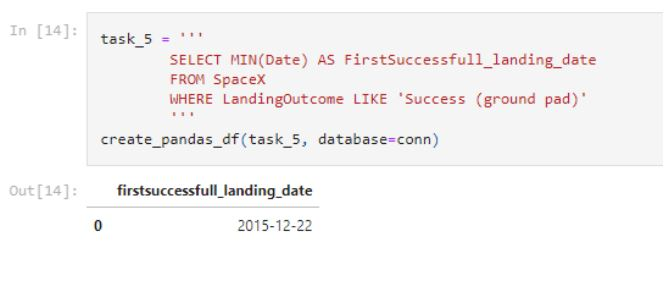 In [14]:
task_5 = '''
SELECT MIN(Date) AS FirstSuccessfull_landing_date
FROM SpaceX
WHERE LandingOutcome LIKE 'Success (ground pad)'
'''
create_pandas_df(task_5, database=conn)
Out[14]:
firstsuccessfull_landing_date
0 2015-12-22